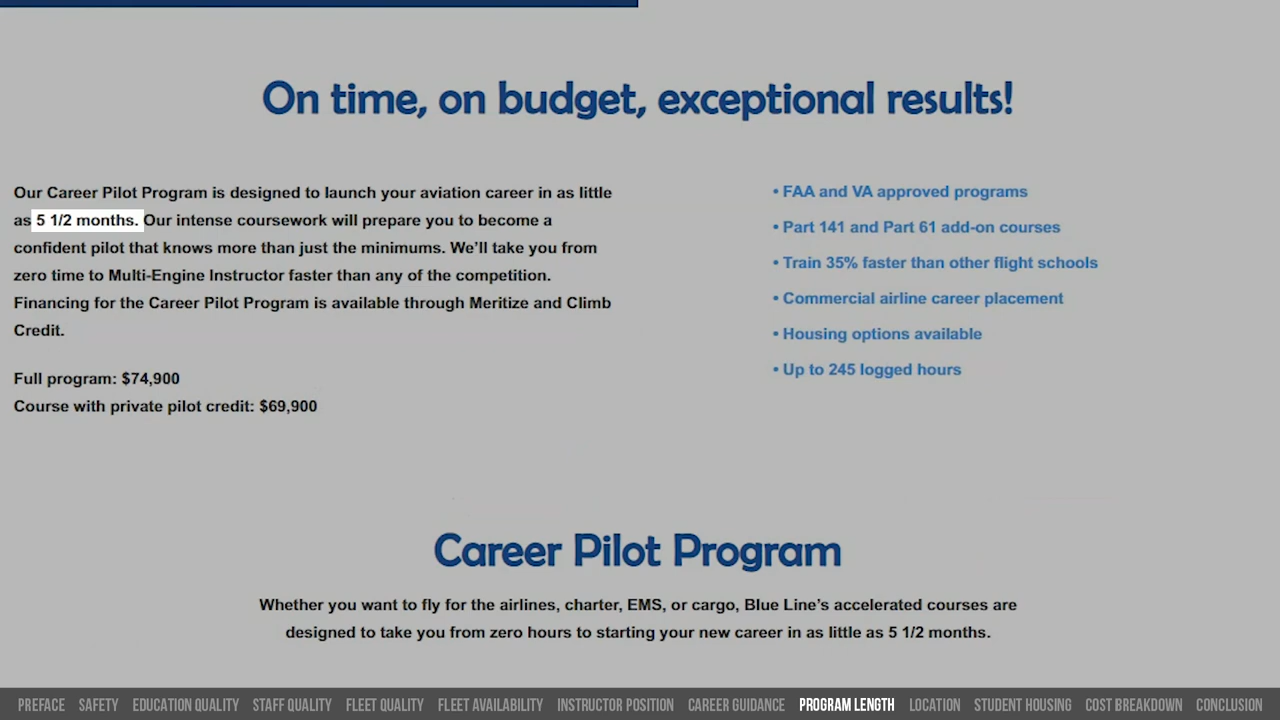 On time, on budget, exceptional results!
Our Career Pilot Program is designed to launch your aviation career in as little
as 5 1/2 months. Our intense coursework will prepare you to become a
confident pilot that knows more than just the minimums. We’ll take you from
zero time to Multi-Engine Instructor faster than any of the competition.
Financing for the Career Pilot Program is available through Meritize and Climb
Credit.
Full program: $74,900
Course with private pilot credit: $69,900
• FAA and VA approved programs
• Part 141 and Part 61 add-on courses
• Train 35% faster than other flight schools
• Commercial airline career placement
• Housing options available
• Up to 245 logged hours
Career Pilot Program
Whether you want to fly for the airlines, charter, EMS, or cargo, Blue Line’s accelerated courses are
designed to take you from zero hours to starting your new career in as little as 5 1/2 months.
PREFACE SAFETY EDUCATION QUALITY STAFF QUALITY FLEET QUALITY FLEET AVAILABILITY INSTRUCTOR POSITION CAREER GUIDANCE PROGRAM LENGTH LOCATION STUDENT HOUSING COST BREAKDOWN CONCLUSION